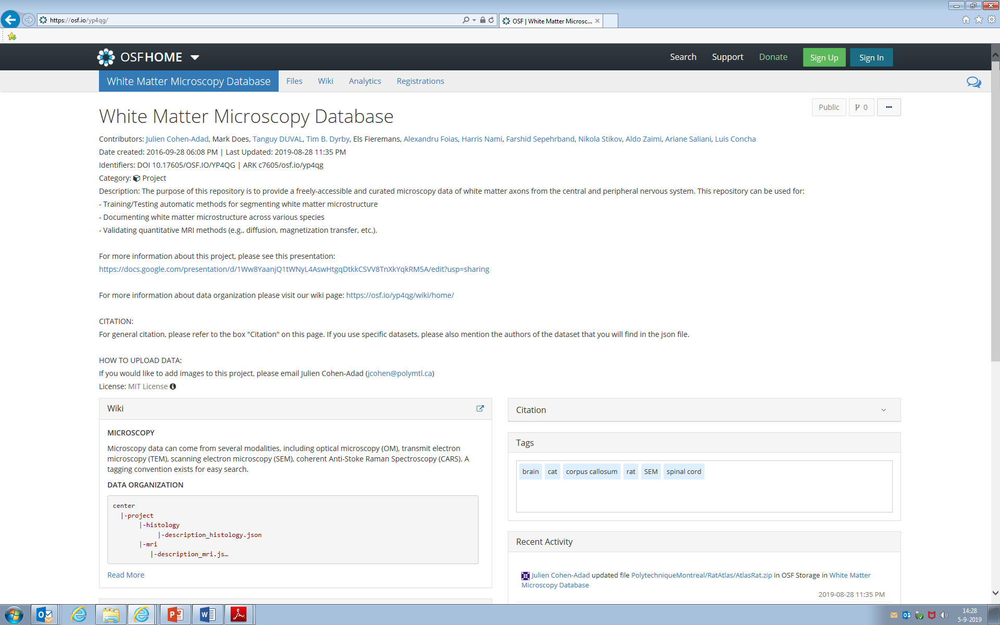 https://osf.io/yp4qg/
OSF | White Matter Microsc...
OSFHOME
Search
Support
Donate
Sign Up
Sign In
White Matter Microscopy Database
Files
Wiki
Analytics
Registrations
Public
0
White Matter Microscopy Database
Contributors: Julien Cohen-Adad, Mark Does, Tanguy DUVAL, Tim B. Dyrby, Els Fieremans, Alexandru Foias, Harris Nami, Farshid Sepehrband, Nikola Stikov, Aldo Zaimi, Ariane Saliani, Luis Concha
Date created: 2016-09-28 06:08 PM | Last Updated: 2019-08-28 11:35 PM
Identifiers: DOI 10.17605/OSF.IO/YP4QG | ARK c7605/osf.io/yp4qg
Category: Project
Description: The purpose of this repository is to provide a freely-accessible and curated microscopy data of white matter axons from the central and peripheral nervous system. This repository can be used for:
- Training/Testing automatic methods for segmenting white matter microstructure
- Documenting white matter microstructure across various species
- Validating quantitative MRI methods (e.g., diffusion, magnetization transfer, etc.).
For more information about this project, please see this presentation:
https://docs.google.com/presentation/d/1Ww8YaanjQ1tWNyL4AswHtgqDtkkCSVV8TnXkYqkRM5A/edit?usp=sharing
For more information about data organization please visit our wiki page: https://osf.io/yp4qg/wiki/home/
CITATION:
For general citation, please refer to the box "Citation" on this page. If you use specific datasets, please also mention the authors of the dataset that you will find in the json file.
HOW TO UPLOAD DATA:
If you would like to add images to this project, please email Julien Cohen-Adad (jcohen@polymtl.ca)
License: MIT License
Wiki
MICROSCOPY
Microscopy data can come from several modalities, including optical microscopy (OM), transmit electron
microscopy (TEM), scanning electron microscopy (SEM), coherent Anti-Stoke Raman Spectroscopy (CARS). A
tagging convention exists for easy search.
DATA ORGANIZATION
center
|-project
|-histology
|-description_histology.json
|-mri
|-description_mri.js…
Read More
Citation
Tags
brain
cat
corpus callosum
rat
SEM
spinal cord
Recent Activity
Julien Cohen-Adad updated file PolytechniqueMontreal/RatAtlas/AtlasRat.zip in OSF Storage in White Matter
Microscopy Database
2019-08-28 11:35 PM
14:28
5-9-2019